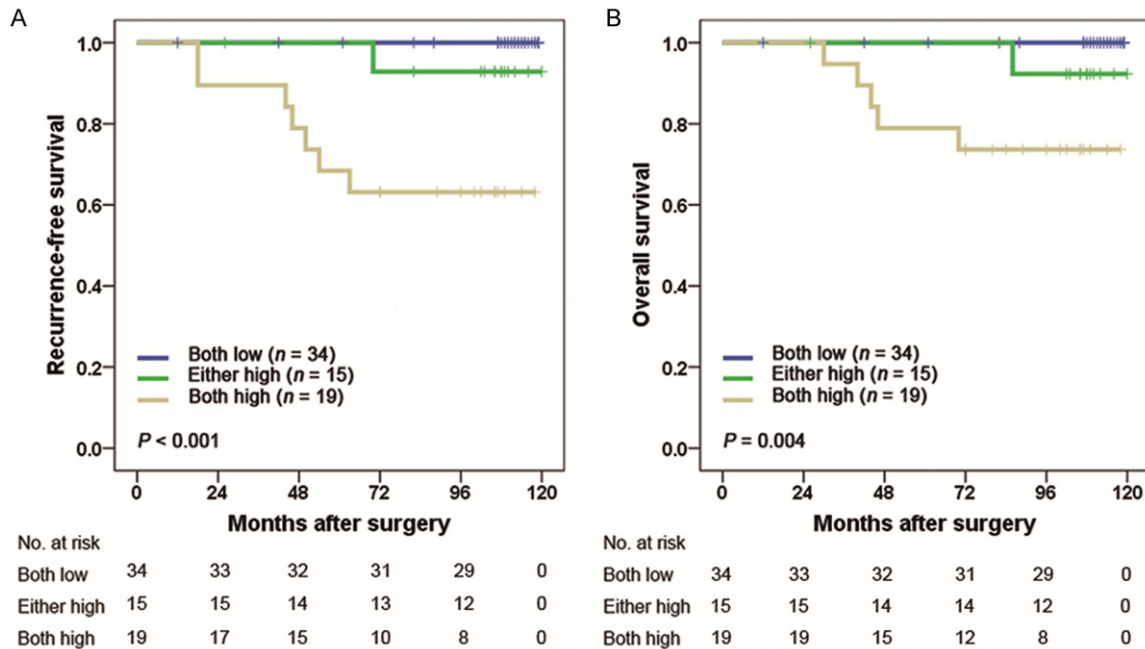 A
1.0
0.8
0.6
0.4
0.2
0.0
Recurrence-free survival
Both low (n = 34)
Either high (n = 15)
Both high (n = 19)
P < 0.001
0 24 48 72 96 120
Months after surgery
No. at risk
Both low 34 33 32 31 29 0
Either high 15 15 14 13 12 0
Both high 19 17 15 10 8 0
B
1.0
0.8
0.6
0.4
0.2
0.0
Overall survival
Both low (n = 34)
Either high (n = 15)
Both high (n = 19)
P = 0.004
0 24 48 72 96 120
Months after surgery
No. at risk
Both low 34 33 32 31 29 0
Either high 15 15 14 14 12 0
Both high 19 19 15 12 8 0